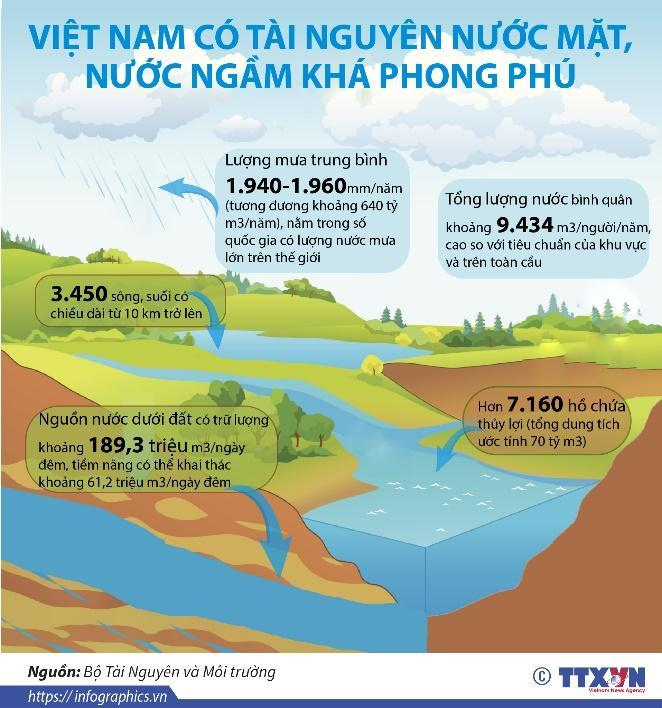 VIỆT NAM CÓ TÀI NGUYÊN NƯỚC MẶT,
NƯỚC NGẦM KHÁ PHONG PHÚ
Lượng mưa trung bình
1.940-1.960mm/năm
(tương dương khoảng 640 tỷ
m3/năm), nằm trong số
quốc gia có lượng nước mưa
lớn trên thế giới
Tổng lượng nước bình quân
khoảng 9.434 m3/người/năm,
cao so với tiêu chuẩn của khu vực
và trên toàn cầu
3.450 sông, suối có
chiều dài từ 10 km trở lên
Hơn 7.160 hồ chứa
thủy lợi (tổng dung tích
ước tính 70 tỷ m3)
Nguồn nước dưới đất có trữ lượng
khoảng 189,3 triệu m3/ngày
đêm, tiềm năng có thể khai thác
khoảng 61,2 triệu m3/ngày đêm
Nguồn: Bộ Tài Nguyên và Môi trường
© TTXVN
Vietnam News Agency
https://infographics.vn